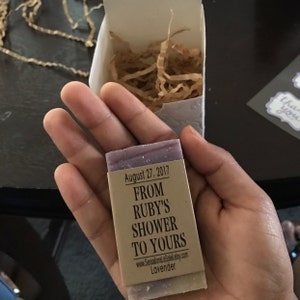 August 27, 2017
FROM
RUBY'S
SHOWER
TO YOURS
Lavender